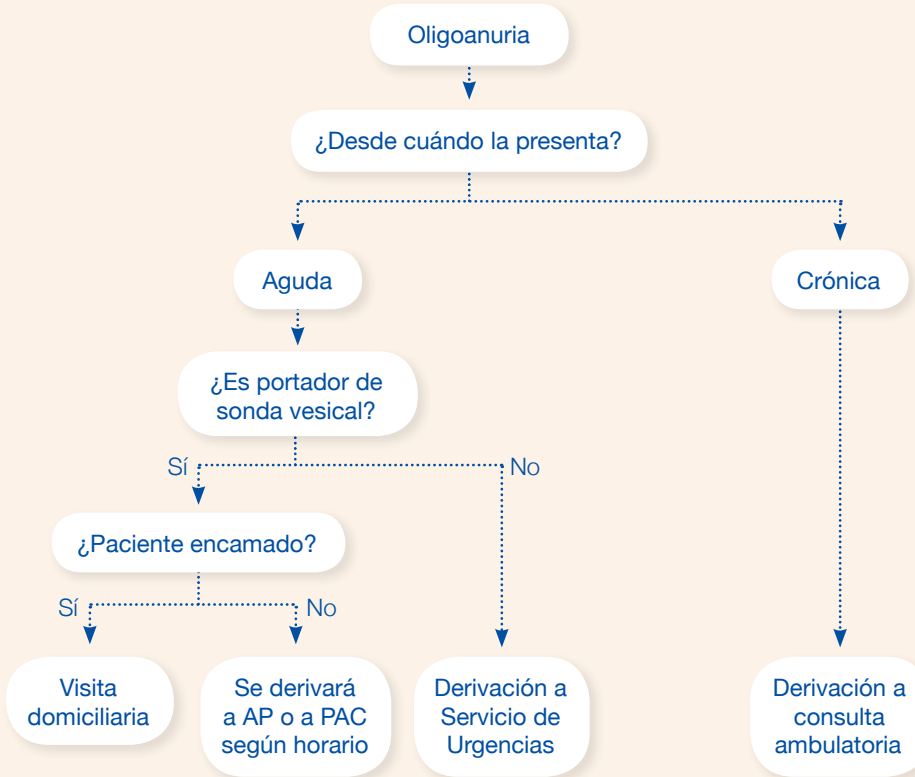 Oligoanuria
¿Desde cuándo la presenta?
Aguda
Crónica
¿Es portador de
sonda vesical?
Sí
No
¿Paciente encamado?
Sí
No
Visita
domiciliaria
Se derivará
a AP o a PAC
según horario
Derivación a
Servicio de
Urgencias
Derivación a
consulta
ambulatoria